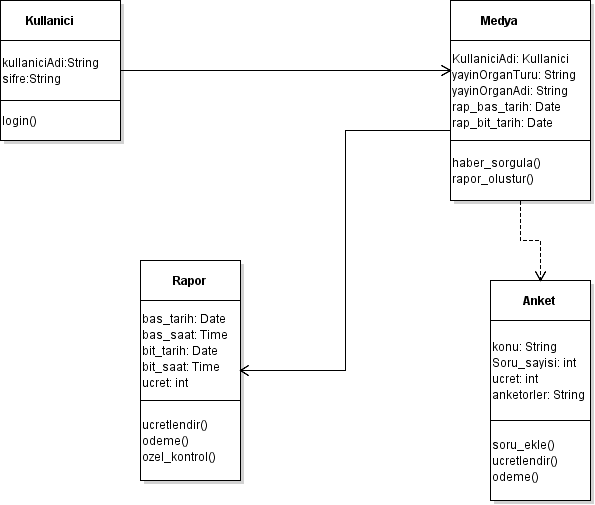 Kullanici
kullaniciAdi:String
sifre:String
login()
Medya
KullaniciAdi: Kullanici
yayinOrganTuru: String
yayinOrganAdi: String
rap_bas_tarih: Date
rap_bit_tarih: Date
haber_sorgula()
rapor_olustur()
Rapor
bas_tarih: Date
bas_saat: Time
bit_tarih: Date
bit_saat: Time
ucret: int
ucretlendir()
odeme()
ozel_kontrol()
Anket
konu: String
Soru_sayisi: int
ucret: int
anketorler: String
soru_ekle()
ucretlendir()
odeme()